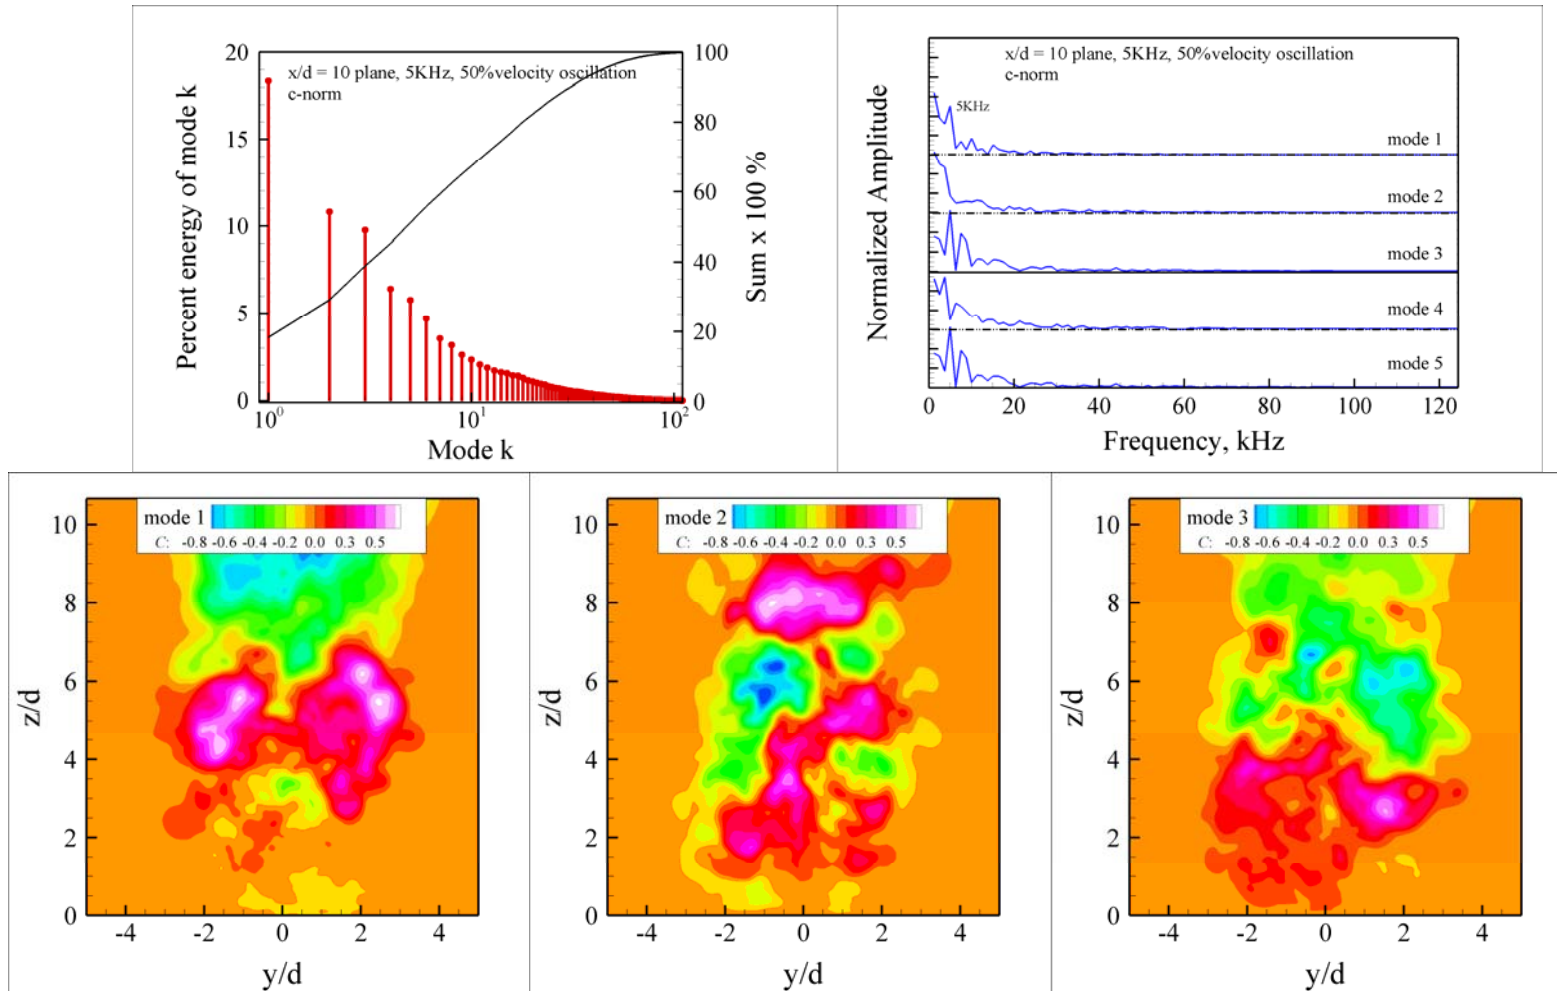 x/d = 10 plane, 5KHz, 50%velocity oscillation
c-norm
Percent energy of mode k
20
15
10
5
0
Sum x 100 %
100
80
60
40
20
0
10^0
10^1
10^2
Mode k
x/d = 10 plane, 5KHz, 50%velocity oscillation
c-norm
Normalized Amplitude
5KHz
mode 1
mode 2
mode 3
mode 4
mode 5
0 20 40 60 80 100 120
Frequency, kHz
mode 1
C: -0.8 -0.6 -0.4 -0.2 0.0 0.3 0.5
z/d
10
8
6
4
2
0
-4 -2 0 2 4
y/d
mode 2
C: -0.8 -0.6 -0.4 -0.2 0.0 0.3 0.5
z/d
10
8
6
4
2
0
-4 -2 0 2 4
y/d
mode 3
C: -0.8 -0.6 -0.4 -0.2 0.0 0.3 0.5
z/d
10
8
6
4
2
0
-4 -2 0 2 4
y/d